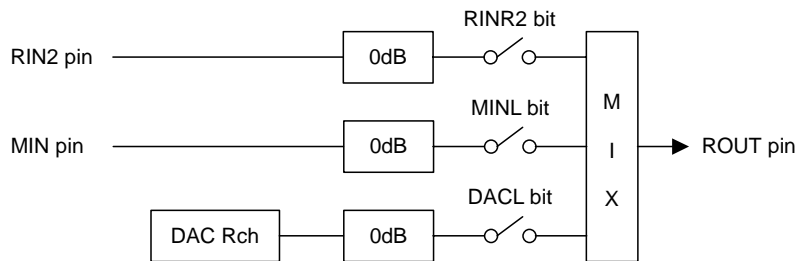 RINR2 bit
RIN2 pin
0dB
MINL bit
MIN pin
0dB
M
I
X
ROUT pin
DACL bit
DAC Rch
0dB